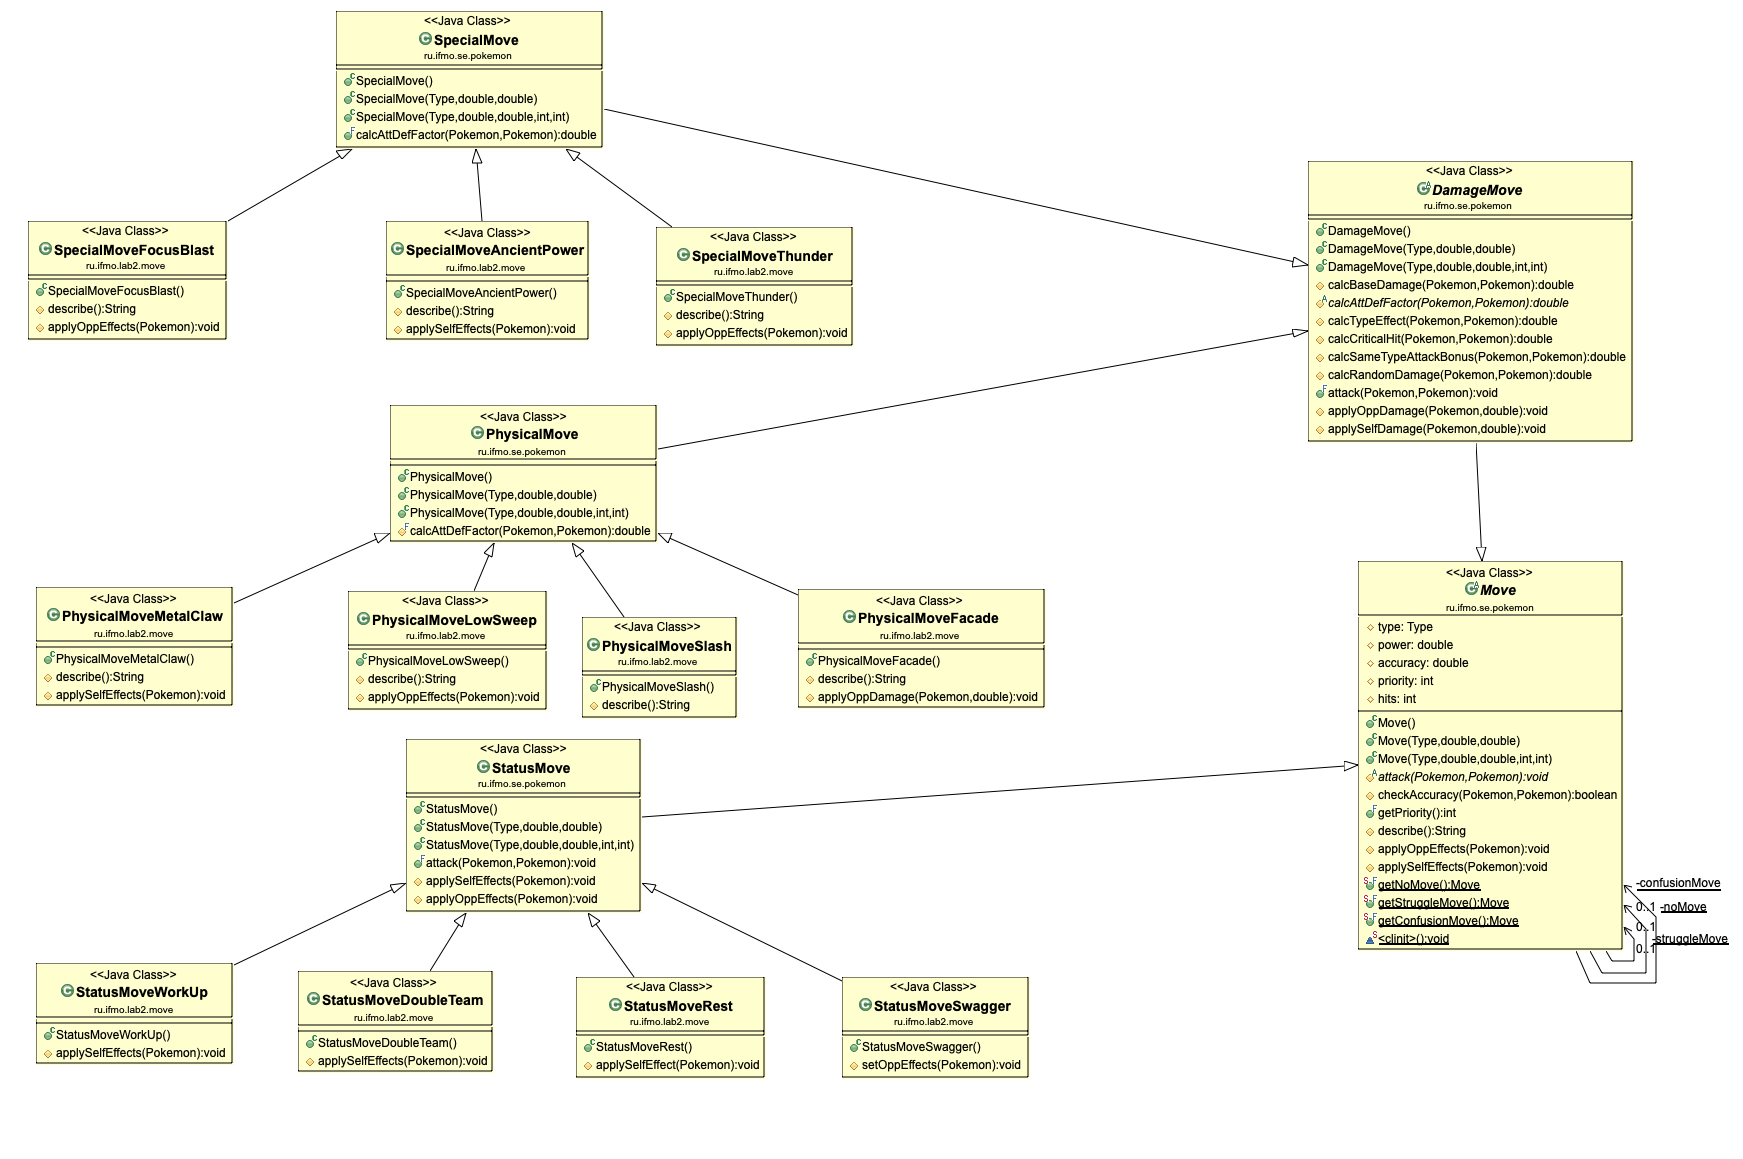 <<Java Class>>
SpecialMove
ru.ifmo.se.pokemon
SpecialMove()
SpecialMove(Type,double,double)
SpecialMove(Type,double,double,int,int)
calcAttDefFactor(Pokemon,Pokemon):double
<<Java Class>>
SpecialMoveFocusBlast
ru.ifmo.lab2.move
SpecialMoveFocusBlast()
describe():String
applyOppEffects(Pokemon):void
<<Java Class>>
SpecialMoveAncientPower
ru.ifmo.lab2.move
SpecialMoveAncientPower()
describe():String
applySelfEffects(Pokemon):void
<<Java Class>>
SpecialMoveThunder
ru.ifmo.lab2.move
SpecialMoveThunder()
describe():String
applyOppEffects(Pokemon):void
<<Java Class>>
DamageMove
ru.ifmo.se.pokemon
DamageMove()
DamageMove(Type,double,double)
DamageMove(Type,double,double,int,int)
calcBaseDamage(Pokemon,Pokemon):double
calcAttDefFactor(Pokemon,Pokemon):double
calcTypeEffect(Pokemon,Pokemon):double
calcCriticalHit(Pokemon,Pokemon):double
calcSameTypeAttackBonus(Pokemon,Pokemon):double
calcRandomDamage(Pokemon,Pokemon):double
attack(Pokemon,Pokemon):void
applyOppDamage(Pokemon,double):void
applySelfDamage(Pokemon,double):void
<<Java Class>>
PhysicalMove
ru.ifmo.se.pokemon
PhysicalMove()
PhysicalMove(Type,double,double)
PhysicalMove(Type,double,double,int,int)
calcAttDefFactor(Pokemon,Pokemon):double
<<Java Class>>
PhysicalMoveMetalClaw
ru.ifmo.lab2.move
PhysicalMoveMetalClaw()
describe():String
applySelfEffects(Pokemon):void
<<Java Class>>
PhysicalMoveLowSweep
ru.ifmo.lab2.move
PhysicalMoveLowSweep()
describe():String
applyOppEffects(Pokemon):void
<<Java Class>>
PhysicalMoveSlash
ru.ifmo.lab2.move
PhysicalMoveSlash()
describe():String
<<Java Class>>
PhysicalMoveFacade
ru.ifmo.lab2.move
PhysicalMoveFacade()
describe():String
applyOppDamage(Pokemon,double):void
<<Java Class>>
Move
ru.ifmo.se.pokemon
type: Type
power: double
accuracy: double
priority: int
hits: int
Move()
Move(Type,double,double)
Move(Type,double,double,int,int)
attack(Pokemon,Pokemon):void
checkAccuracy(Pokemon,Pokemon):boolean
getPriority():int
describe():String
applyOppEffects(Pokemon):void
applySelfEffects(Pokemon):void
getNoMove():Move
getStruggleMove():Move
getConfusionMove():Move
<clinit>():void
-confusionMove
0..1 -noMove
0..1
-struggleMove
0..1
<<Java Class>>
StatusMove
ru.ifmo.se.pokemon
StatusMove()
StatusMove(Type,double,double)
StatusMove(Type,double,double,int,int)
attack(Pokemon,Pokemon):void
applySelfEffects(Pokemon):void
applyOppEffects(Pokemon):void
<<Java Class>>
StatusMoveWorkUp
ru.ifmo.lab2.move
StatusMoveWorkUp()
applySelfEffects(Pokemon):void
<<Java Class>>
StatusMoveDoubleTeam
ru.ifmo.lab2.move
StatusMoveDoubleTeam()
applySelfEffects(Pokemon):void
<<Java Class>>
StatusMoveRest
ru.ifmo.lab2.move
StatusMoveRest()
applySelfEffect(Pokemon):void
<<Java Class>>
StatusMoveSwagger
ru.ifmo.lab2.move
StatusMoveSwagger()
setOppEffects(Pokemon):void